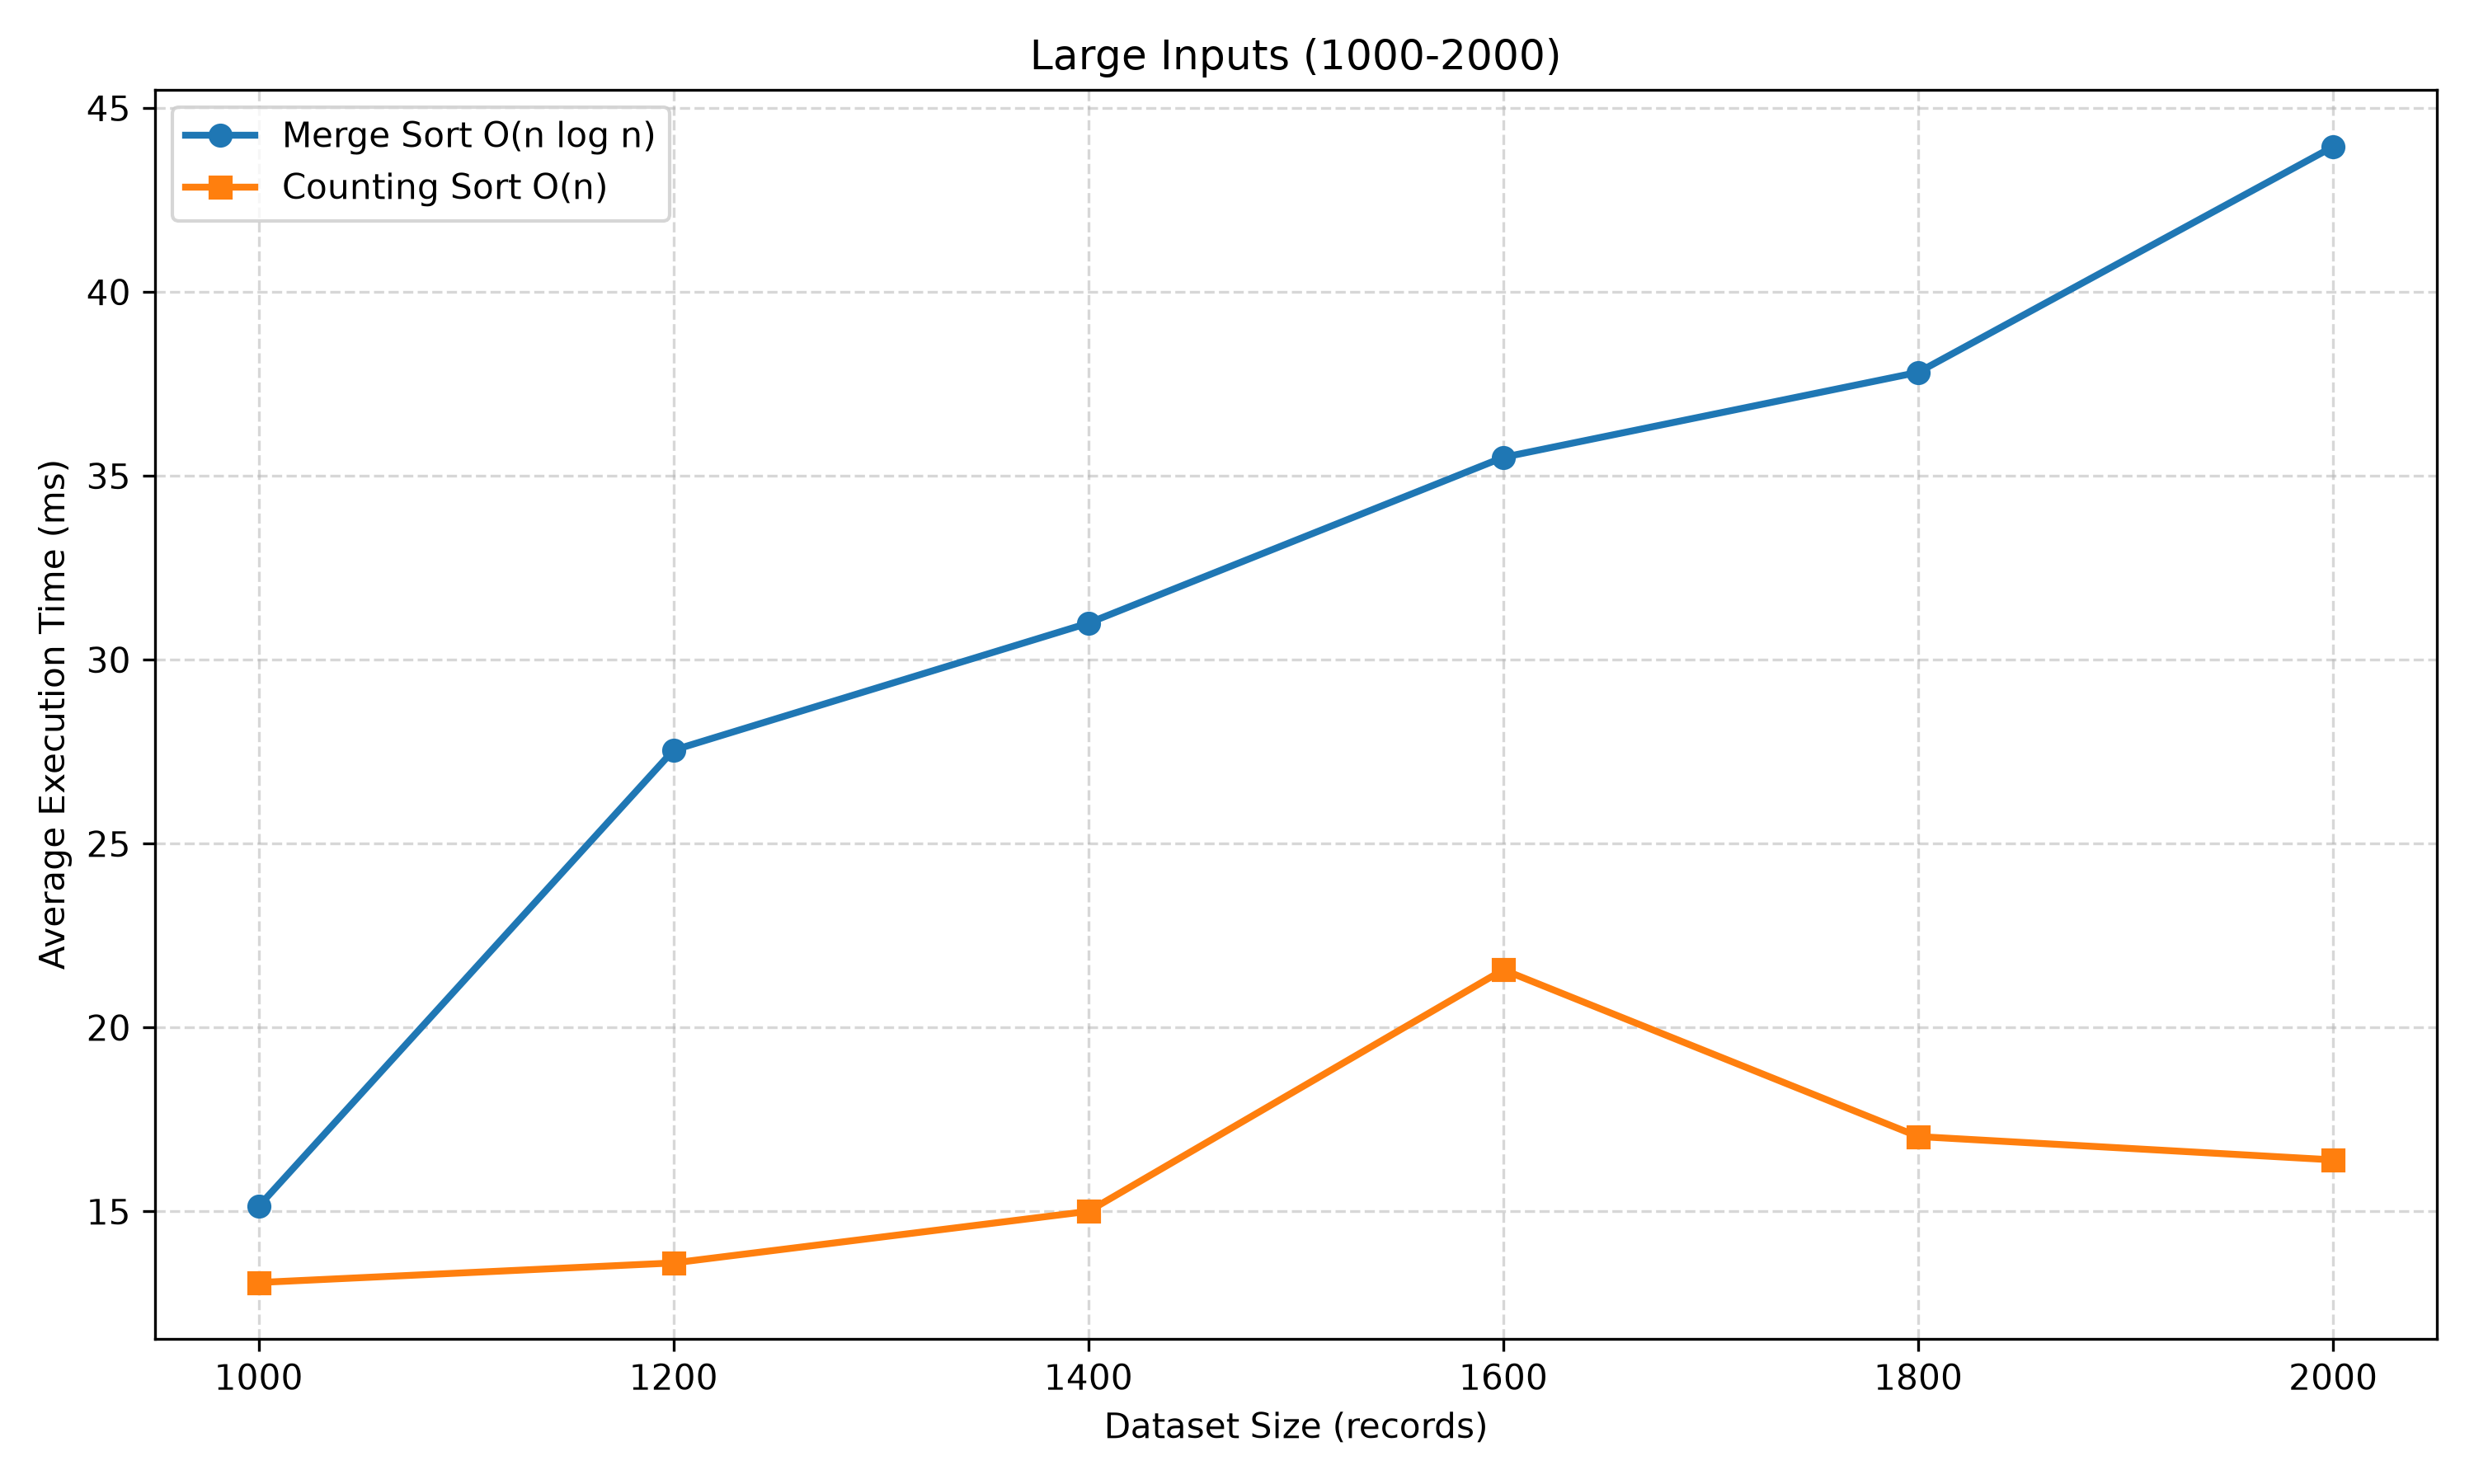 Large Inputs (1000-2000)
Merge Sort O(n log n)
Counting Sort O(n)
Average Execution Time (ms)
45
40
35
30
25
20
15
1000 1200 1400 1600 1800 2000
Dataset Size (records)